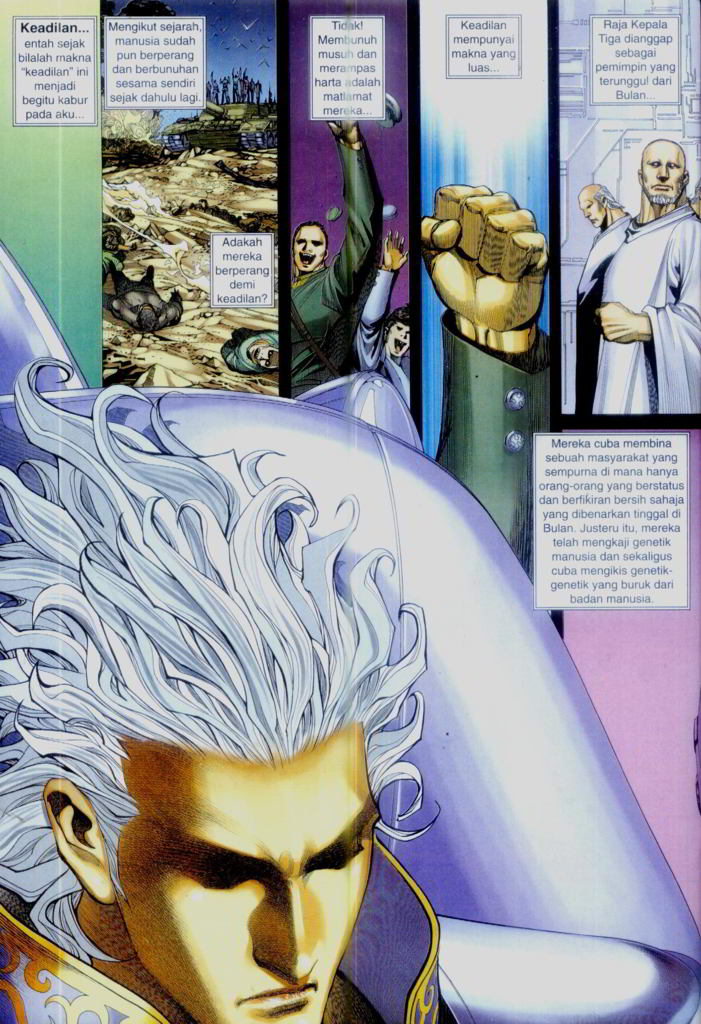 Keadilan...
entah sejak
bilalah makna
"keadilan" ini
menjadi
begitu kabur
pada aku...
Mengikut sejarah,
manusia sudah
pun berperang
dan berbunuhan
sesama sendiri
sejak dahulu lagi.
Adakah
mereka
berperang
demi
keadilan?
Tidak!
Membunuh
musuh dan
merampas
harta adalah
matlamat
mereka...
Keadilan
mempunyai
makna yang
luas...
Raja Kepala
Tiga dianggap
sebagai
pemimpin yang
terunggul dari
Bulan...
Mereka cuba membina
sebuah masyarakat yang
sempurna di mana hanya
orang-orang yang berstatus
dan berfikiran bersih sahaja
yang dibenarkan tinggal di
Bulan. Justeru itu, mereka
telah mengkaji genetik
manusia dan sekaligus
cuba mengikis genetik-
genetik yang buruk dari
badan manusia.